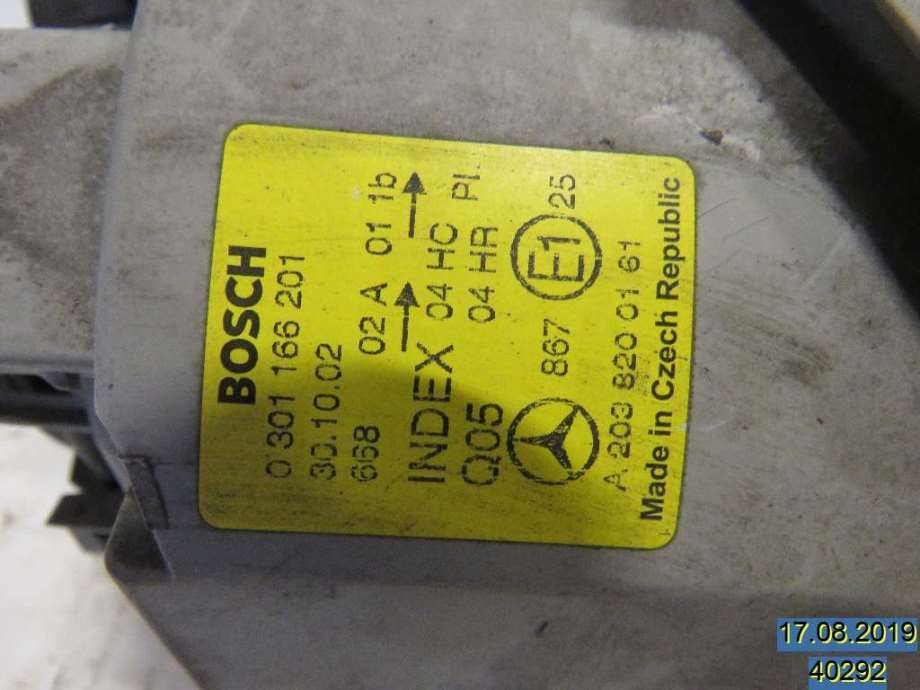 BOSCH
0 301 166 201
30.10.02
668 02 A 01 1b
INDEX 04 HC PL
Q05 04 HR
867 E1 25
A 203 820 01 61
Made in Czech Republic
17.08.2019
40292